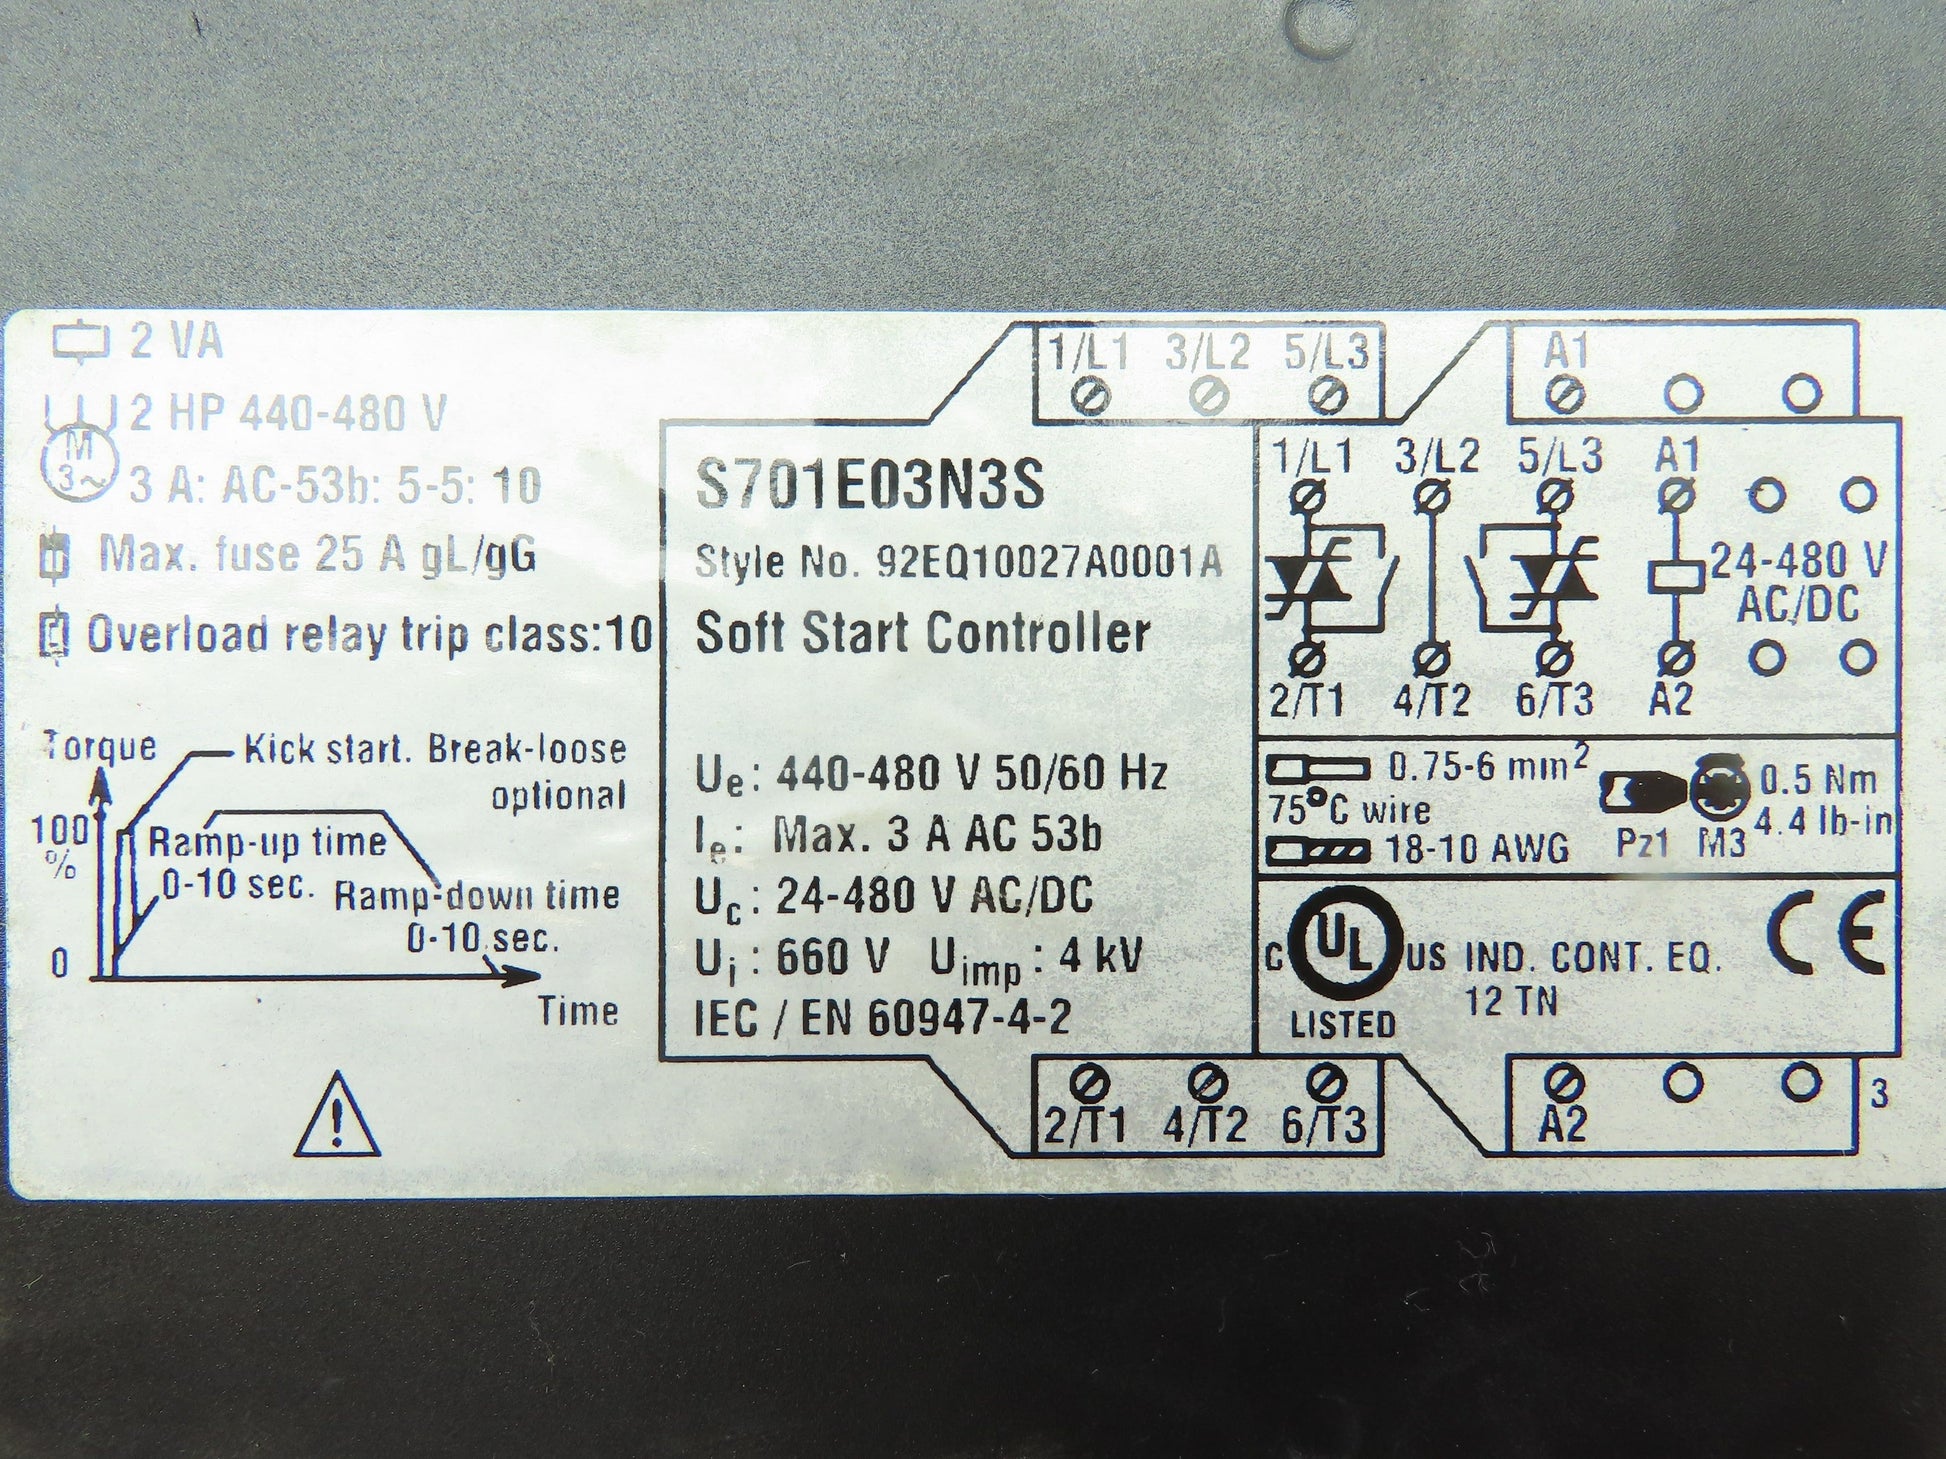 2 VA
2 HP 440-480 V
M
3~
3 A: AC-53b: 5-5: 10
Max. fuse 25 A gL/gG
Overload relay trip class:10
Torque
Kick start. Break-loose
optional
100
%
Ramp-up time
0-10 sec.
Ramp-down time
0-10 sec.
0
Time
!
1/L1 3/L2 5/L3
S701E03N3S
Style No. 92EQ10027A0001A
Soft Start Controller
Ue: 440-480 V 50/60 Hz
Ie: Max. 3 A AC 53b
Uc: 24-480 V AC/DC
Ui: 660 V Uimp: 4 kV
IEC / EN 60947-4-2
2/T1 4/T2 6/T3
A1
1/L1 3/L2 5/L3 A1
24-480 V
AC/DC
2/T1 4/T2 6/T3 A2
0.75-6 mm²
75°C wire
18-10 AWG
Pz1 M3
0.5 Nm
4.4 lb-in
C UL US IND. CONT. EQ.
12 TN
LISTED
CE
A2
3